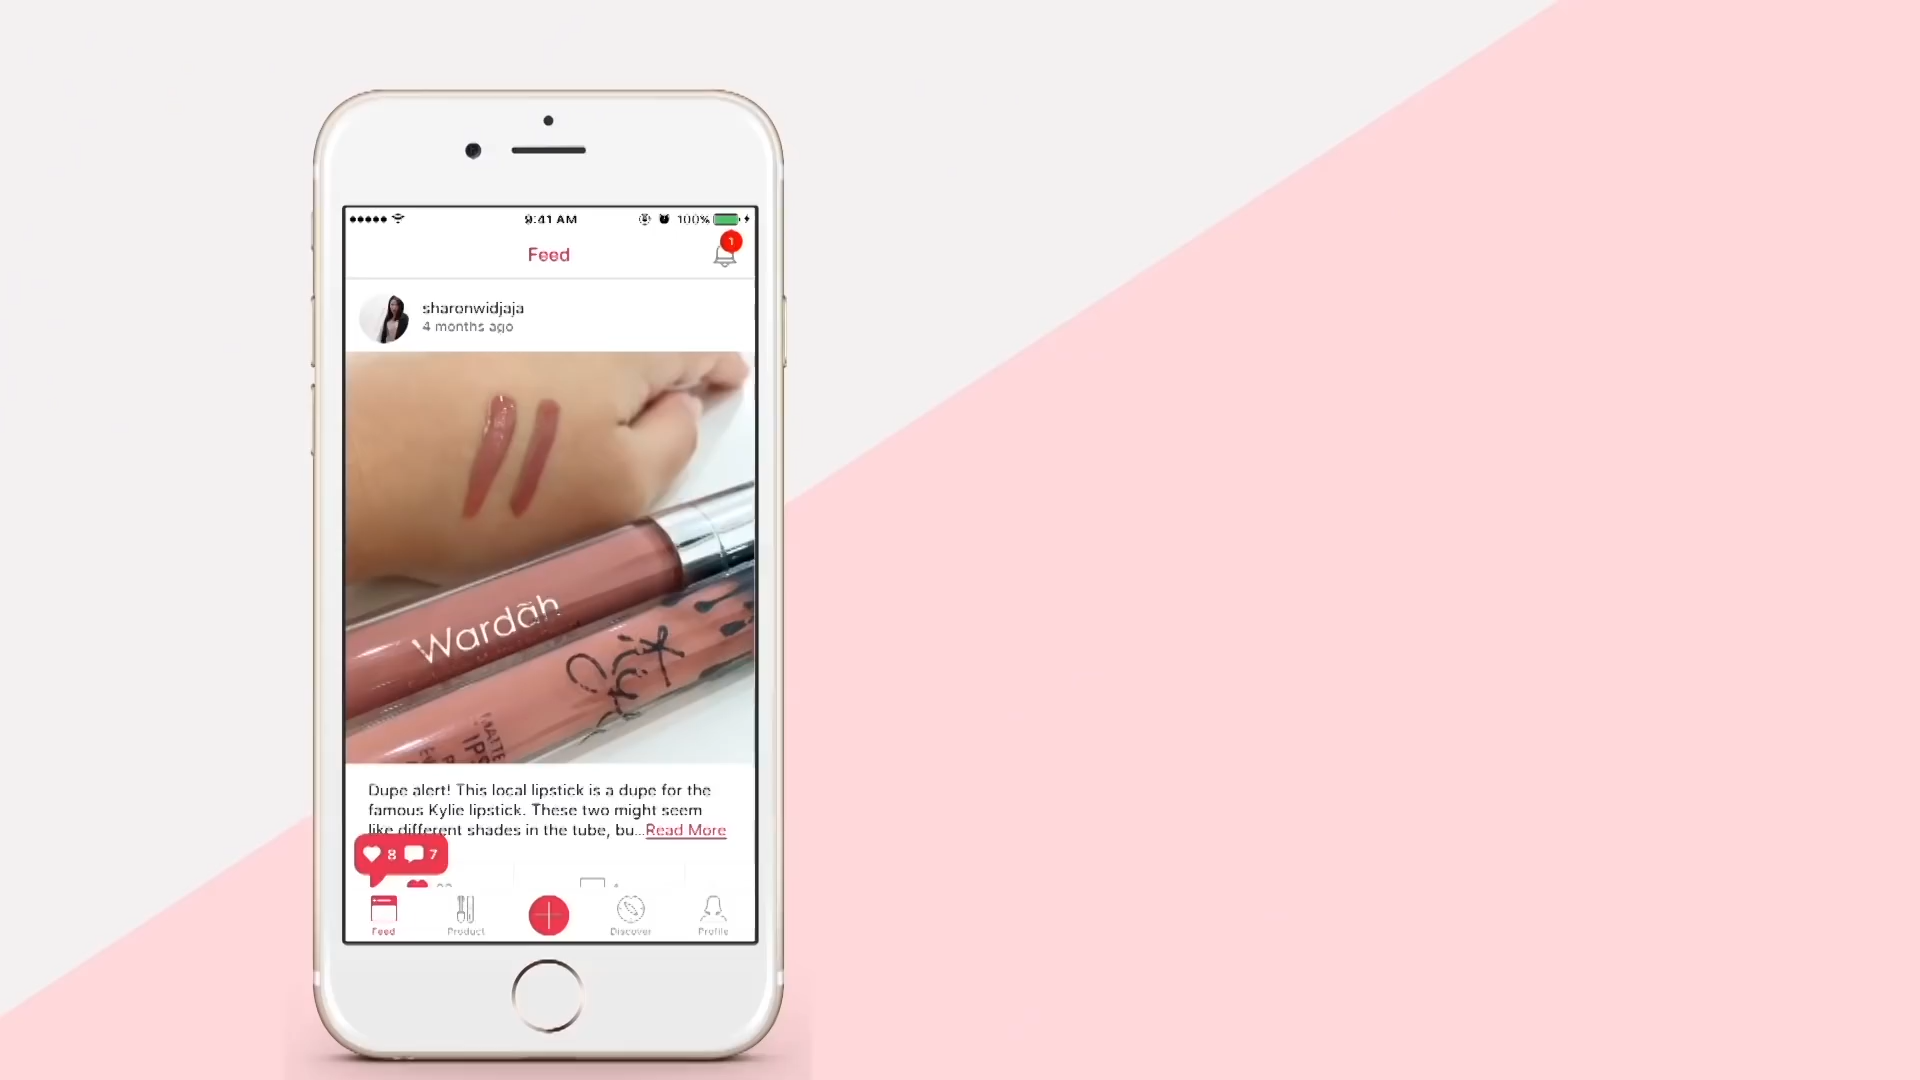 9:41 AM
100%
1
Feed
sharonwidjaja
4 months ago
Wardah
MATTE
Dupe alert! This local lipstick is a dupe for the
famous Kylie lipstick. These two might seem
like different shades in the tube, bu...Read More
8 7
Feed Product Discover Profile